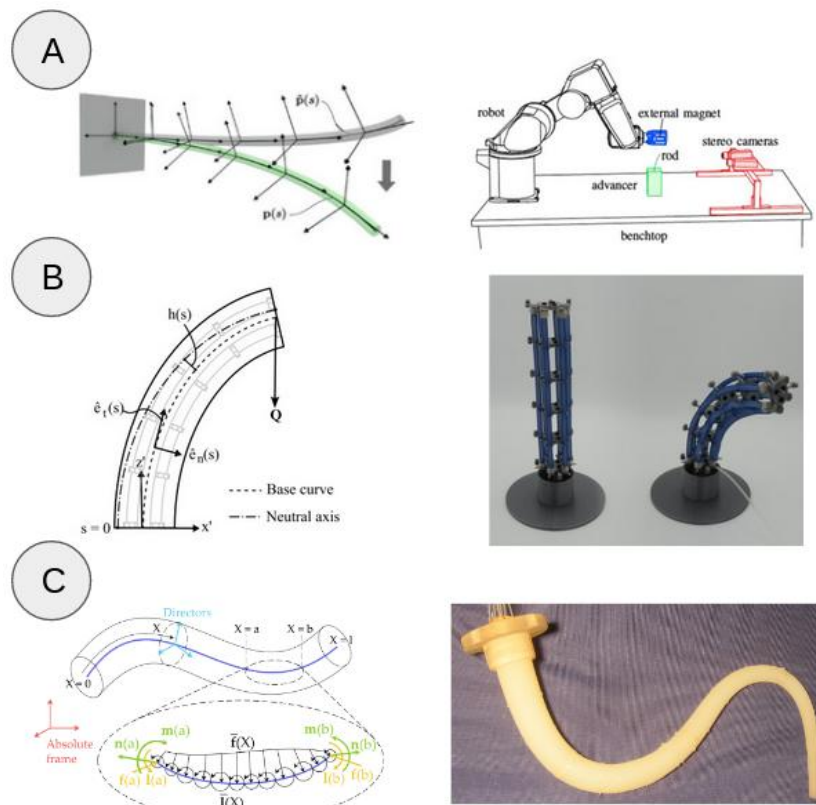 A
p̄(s)
p(s)
robot
external magnet
stereo cameras
rod
advancer
benchtop
B
h(s)
ê_t(s)
Q
ê_n(s)
z'
Base curve
Neutral axis
s = 0
x'
C
Directors
X
X = a
X = b
X=1
X=0
f̄(X)
m(a)
m(b)
n(a)
n(b)
f(a)
l(a)
l(b)
f(b)
Absolute
frame
l̄(X)